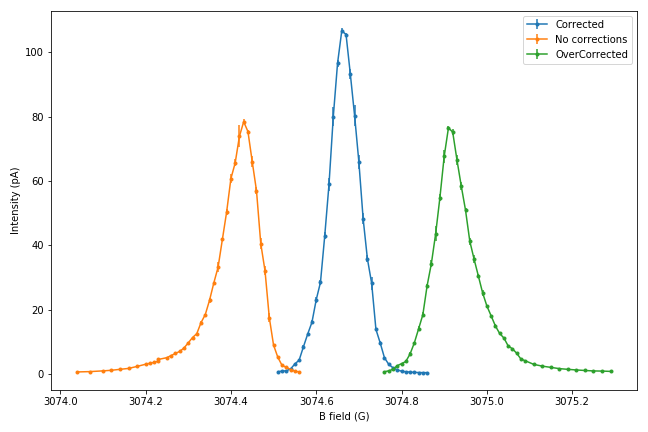 Corrected
No corrections
OverCorrected
100
80
60
40
20
0
Intensity (pA)
3074.0 3074.2 3074.4 3074.6 3074.8 3075.0 3075.2
B field (G)